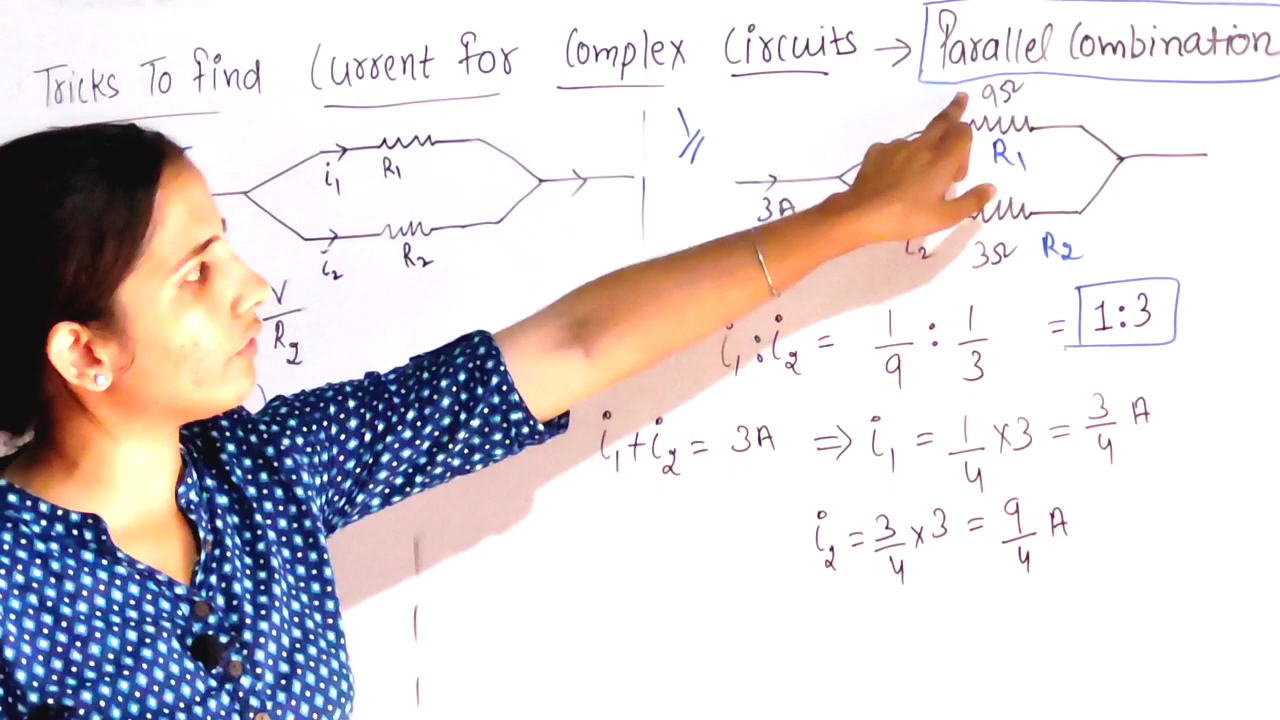 Tricks To find Current for Complex Circuits → Parallel Combination
i₁ R₁
i₂ R₂
V/R₂
1//
9Ω
R₁
3A
i₂ 3Ω R₂
i₁:i₂ = 1/9 : 1/3 = 1:3
i₁+i₂ = 3A ⇒ i₁ = 1/4 ×3 = 3/4 A
i₂ = 3/4 ×3 = 9/4 A